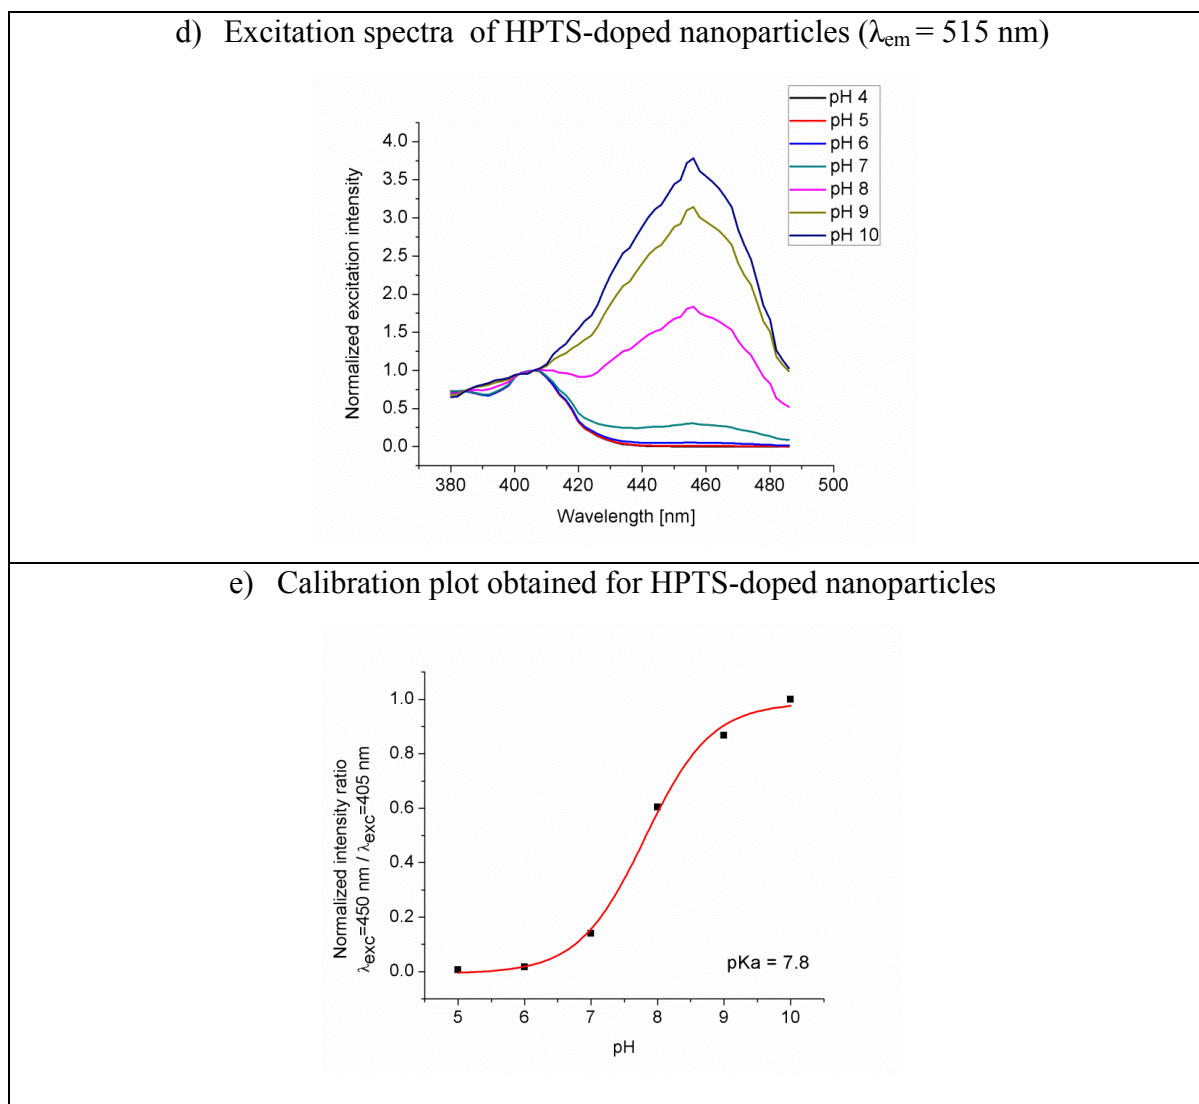 d) Excitation spectra of HPTS-doped nanoparticles (λem = 515 nm)
pH 4
pH 5
pH 6
pH 7
pH 8
pH 9
pH 10
Normalized excitation intensity
4.0
3.5
3.0
2.5
2.0
1.5
1.0
0.5
0.0
380 400 420 440 460 480 500
Wavelength [nm]
e) Calibration plot obtained for HPTS-doped nanoparticles
Normalized intensity ratio
λexc=450 nm / λexc=405 nm
1.0
0.8
0.6
0.4
0.2
0.0
pKa = 7.8
5 6 7 8 9 10
pH